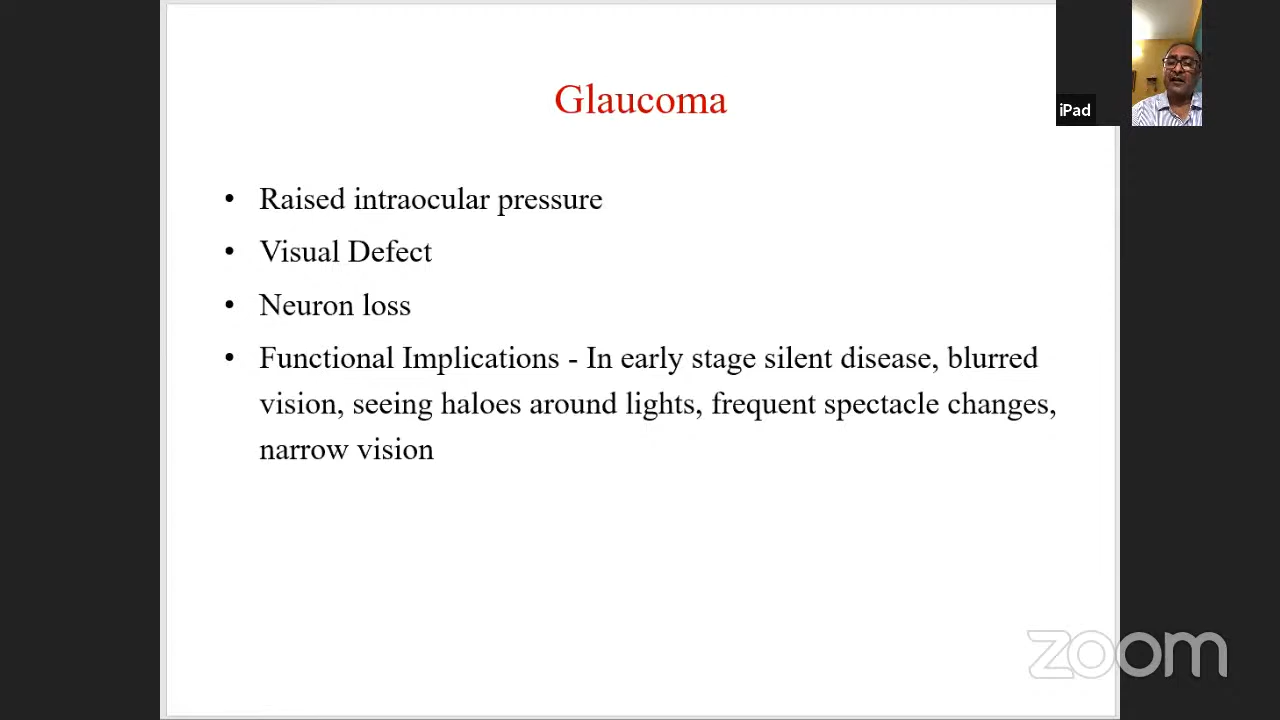 Glaucoma
iPad
• Raised intraocular pressure
• Visual Defect
• Neuron loss
• Functional Implications - In early stage silent disease, blurred
vision, seeing haloes around lights, frequent spectacle changes,
narrow vision
zoom